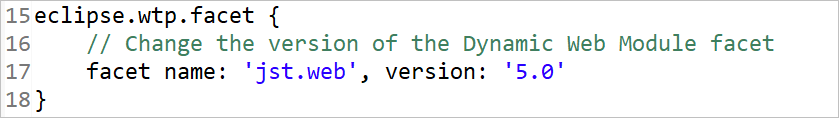 15 eclipse.wtp.facet {
16     // Change the version of the Dynamic Web Module facet
17     facet name: 'jst.web', version: '5.0'
18 }